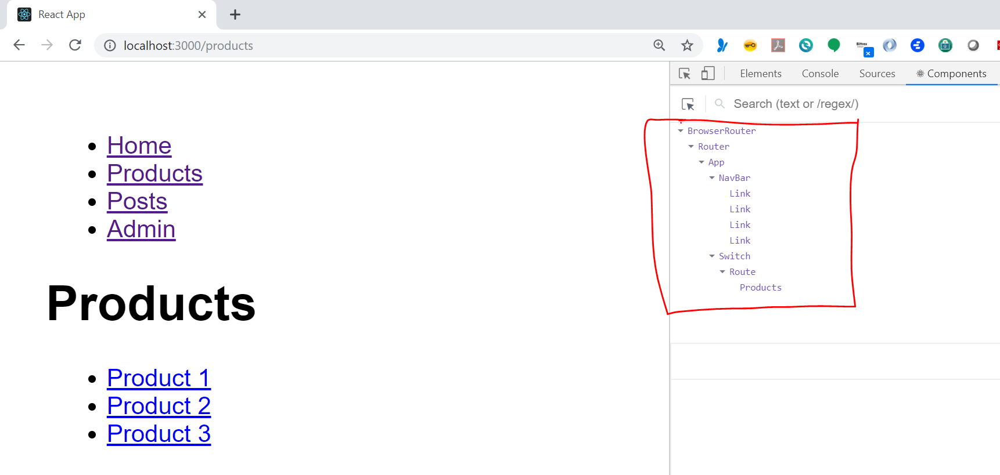 React App
localhost:3000/products
Bittrex
Elements Console Sources Components
Search (text or /regex/)
Home
Products
Posts
Admin
Products
Product 1
Product 2
Product 3
BrowserRouter
Router
App
NavBar
Link
Link
Link
Link
Switch
Route
Products